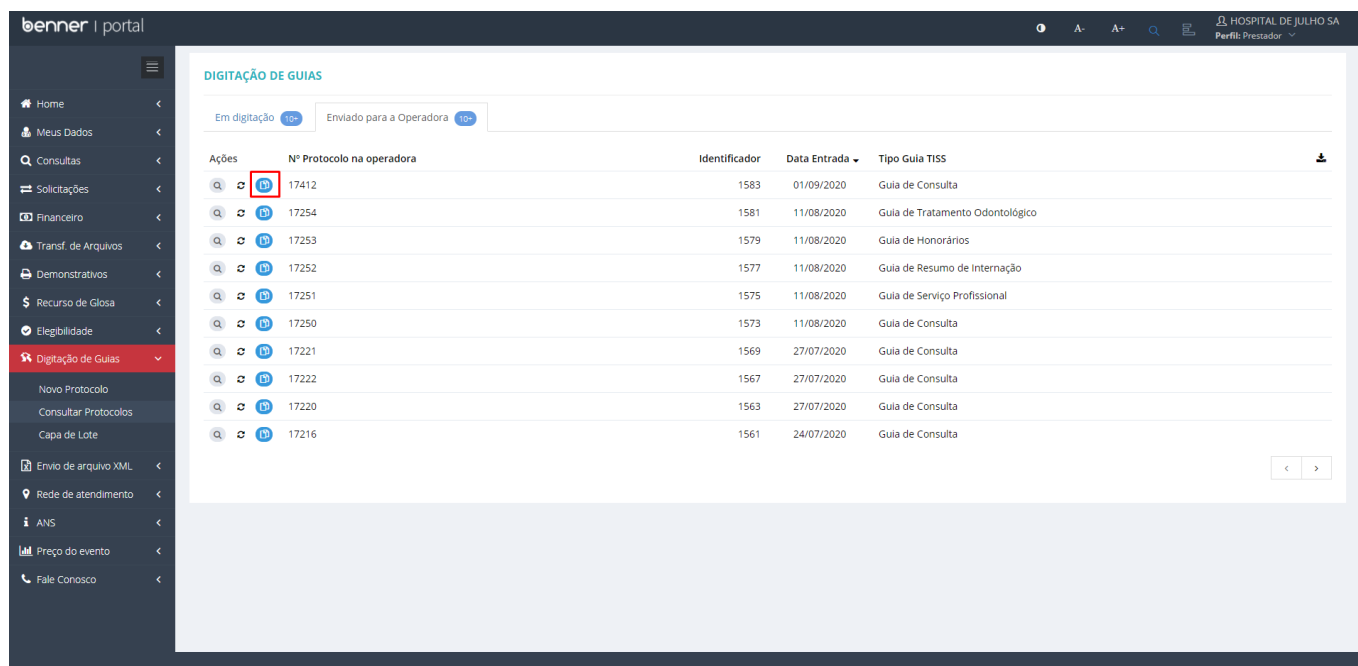 benner | portal
A- A+ HOSPITAL DE JULHO SA
Perfil: Prestador
Home
Meus Dados
Consultas
Solicitações
Financeiro
Transf. de Arquivos
Demonstrativos
$ Recurso de Glosa
Elegibilidade
Digitação de Guias
Novo Protocolo
Consultar Protocolos
Capa de Lote
Envio de arquivo XML
Rede de atendimento
ANS
Preço do evento
Fale Conosco
DIGITAÇÃO DE GUIAS
Em digitação 10+ Enviado para a Operadora 10+
Ações Nº Protocolo na operadora Identificador Data Entrada Tipo Guia TISS
17412 1583 01/09/2020 Guia de Consulta
17254 1581 11/08/2020 Guia de Tratamento Odontológico
17253 1579 11/08/2020 Guia de Honorários
17252 1577 11/08/2020 Guia de Resumo de Internação
17251 1575 11/08/2020 Guia de Serviço Profissional
17250 1573 11/08/2020 Guia de Consulta
17221 1569 27/07/2020 Guia de Consulta
17222 1567 27/07/2020 Guia de Consulta
17220 1563 27/07/2020 Guia de Consulta
17216 1561 24/07/2020 Guia de Consulta